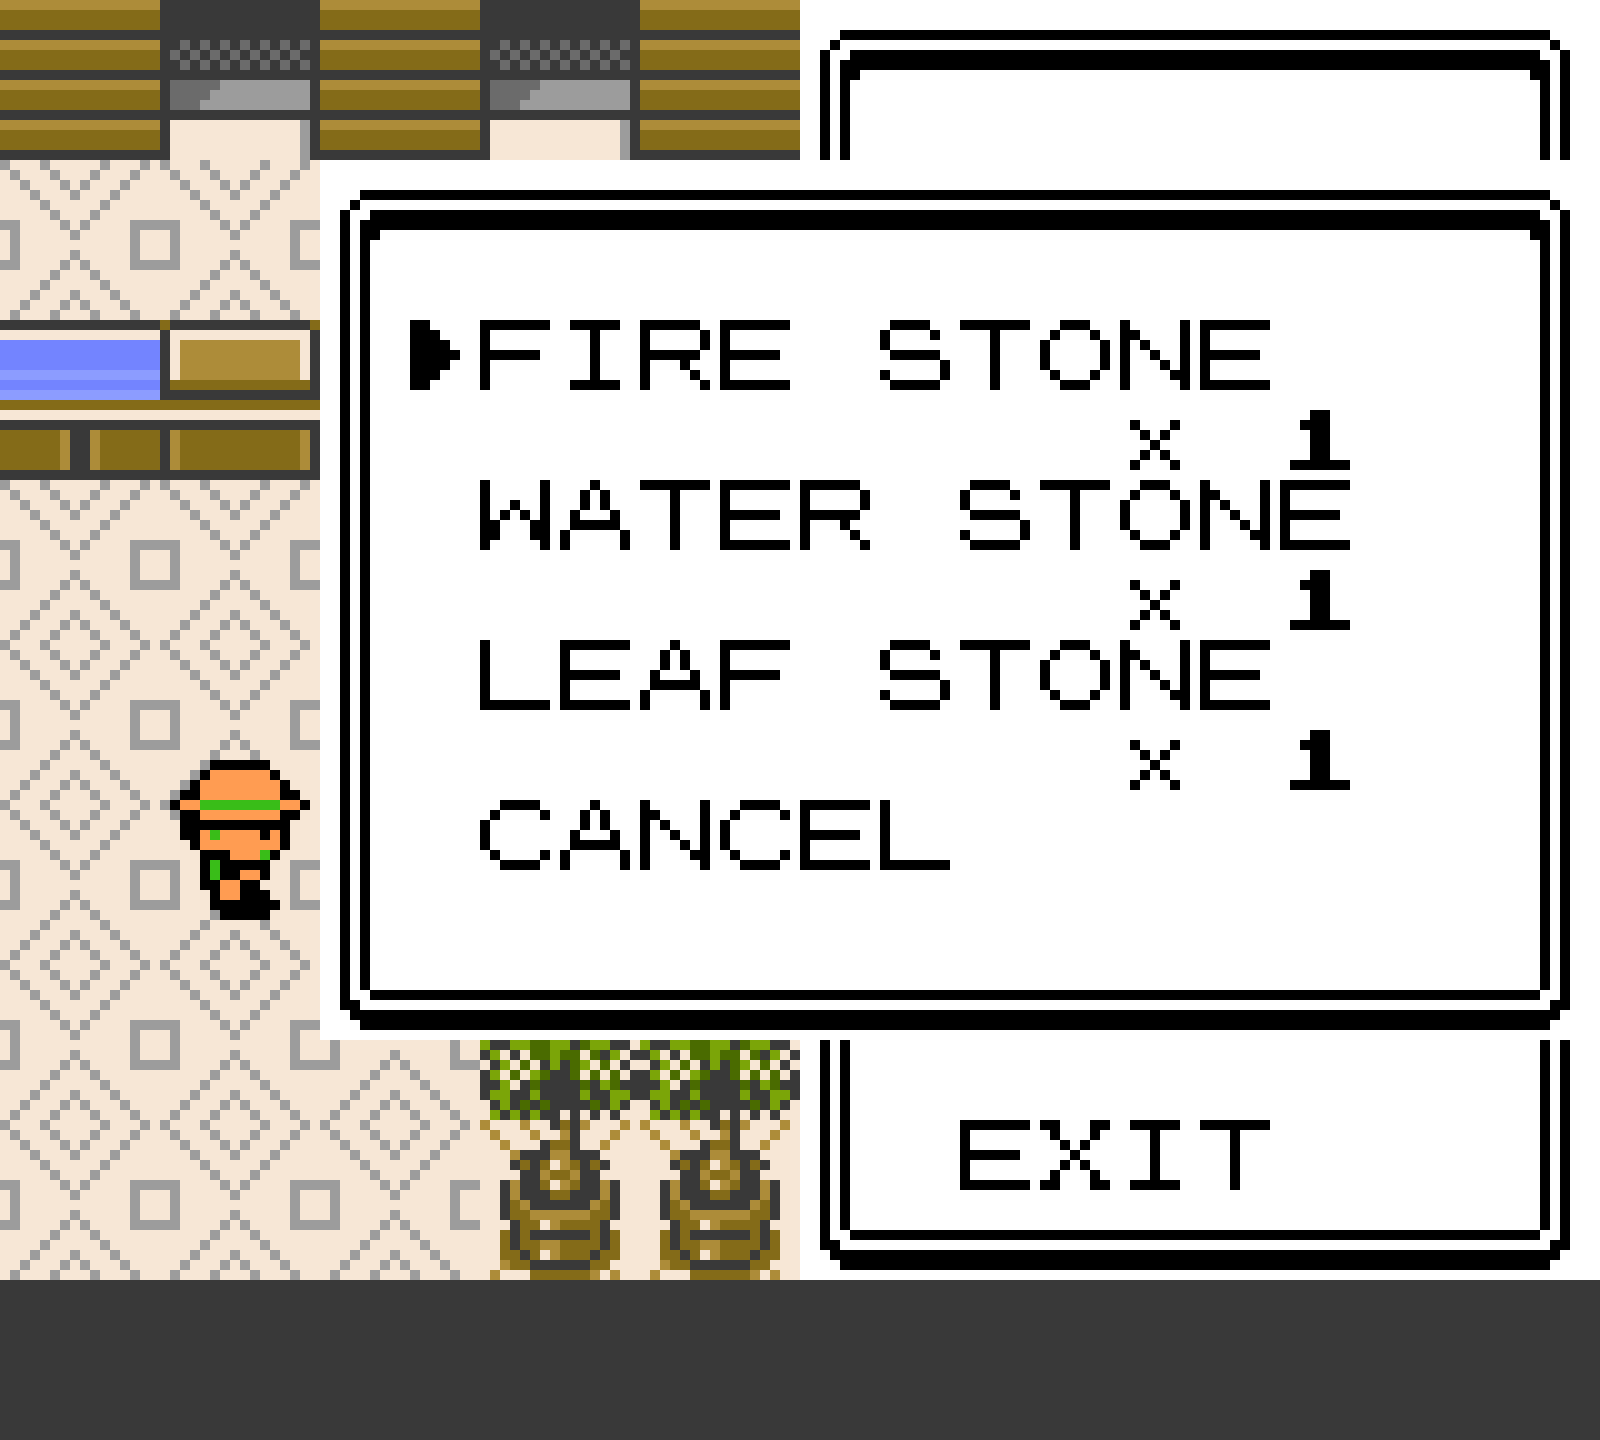 ▶FIRE STONE
× 1
WATER STONE
× 1
LEAF STONE
× 1
CANCEL
EXIT